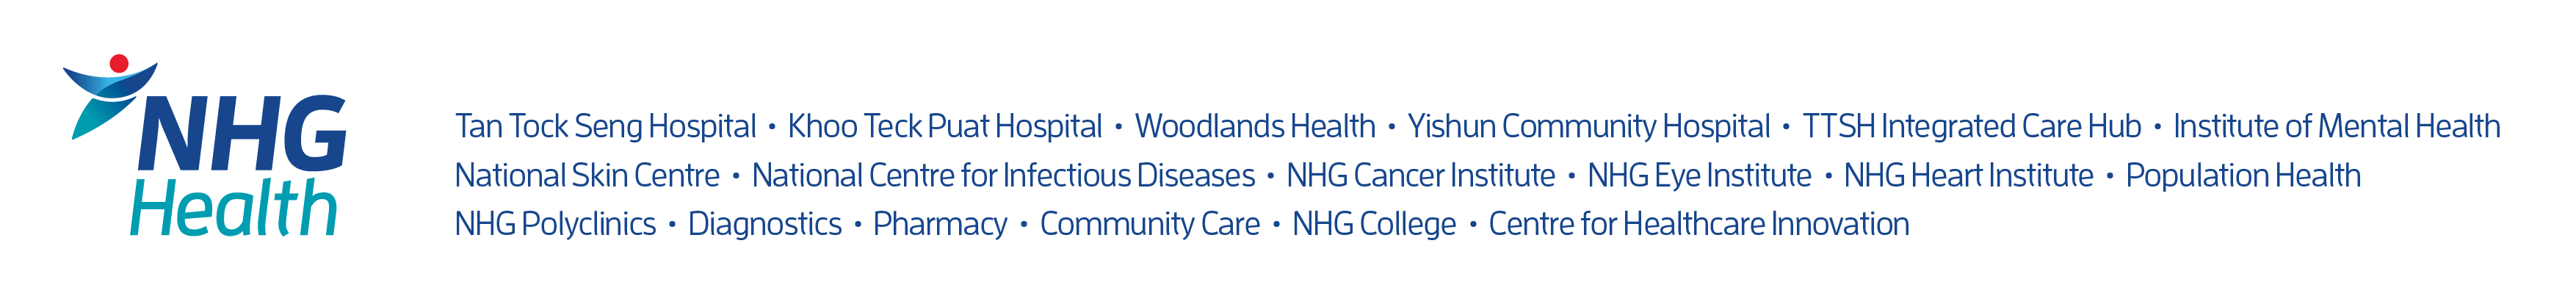 NHG
Health
Tan Tock Seng Hospital • Khoo Teck Puat Hospital • Woodlands Health • Yishun Community Hospital • TTSH Integrated Care Hub • Institute of Mental Health
National Skin Centre • National Centre for Infectious Diseases • NHG Cancer Institute • NHG Eye Institute • NHG Heart Institute • Population Health
NHG Polyclinics • Diagnostics • Pharmacy • Community Care • NHG College • Centre for Healthcare Innovation